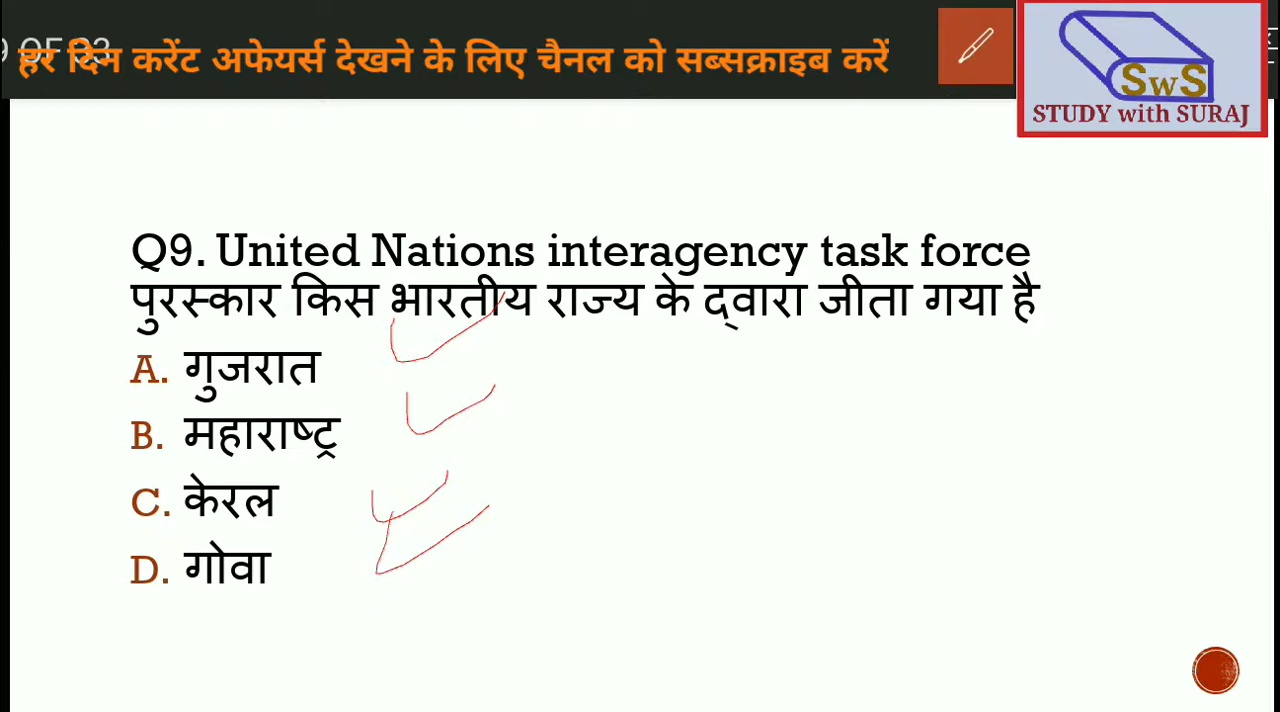 हर दिन करेंट अफेयर्स देखने के लिए चैनल को सब्सक्राइब करें
SwS
STUDY with SURAJ
Q9. United Nations interagency task force
पुरस्कार किस भारतीय राज्य के द्वारा जीता गया है
A. गुजरात
B. महाराष्ट्र
C. केरल
D. गोवा